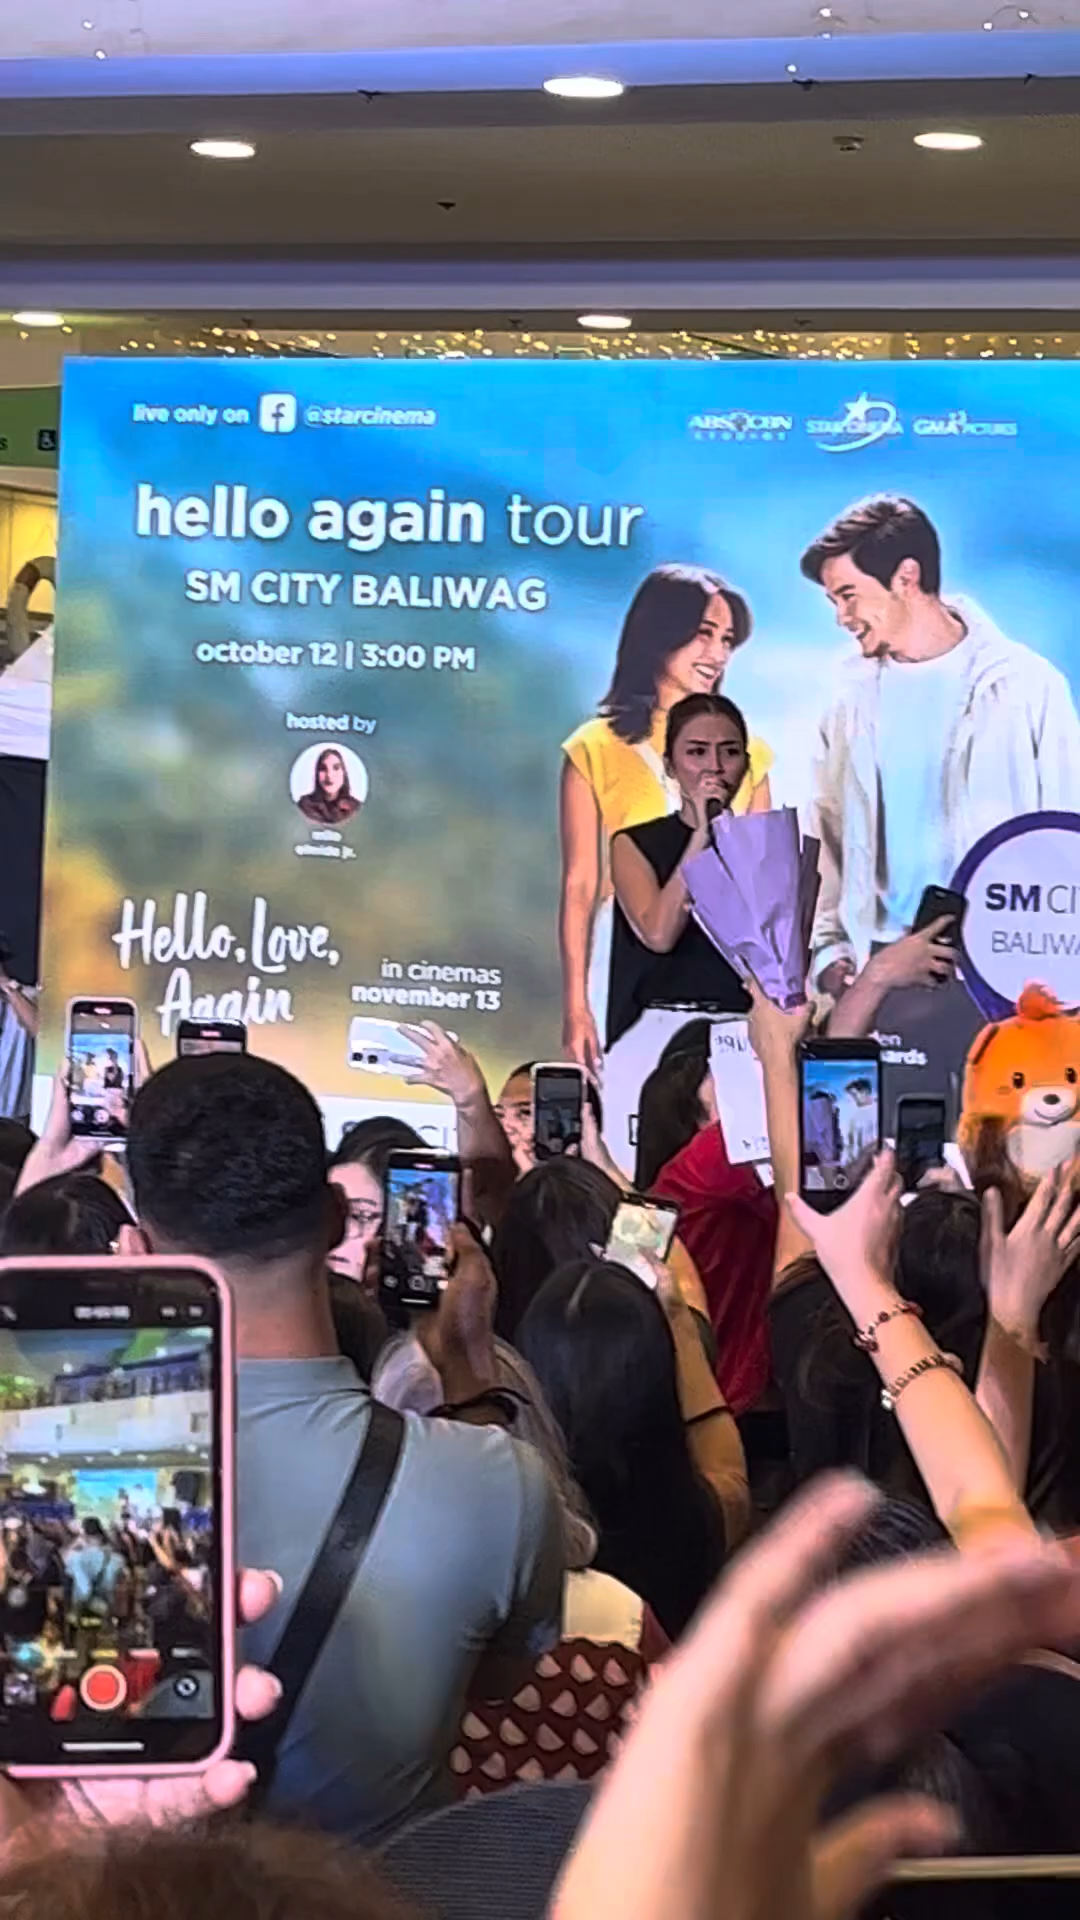 live only on f @starcinema
ABS CBN
STUDIOS
STAR CINEMA
GMA PICTURES
hello again tour
SM CITY BALIWAG
october 12 | 3:00 PM
hosted by
Hello, Love,
Again
in cinemas
november 13
SM CI
BALIWA